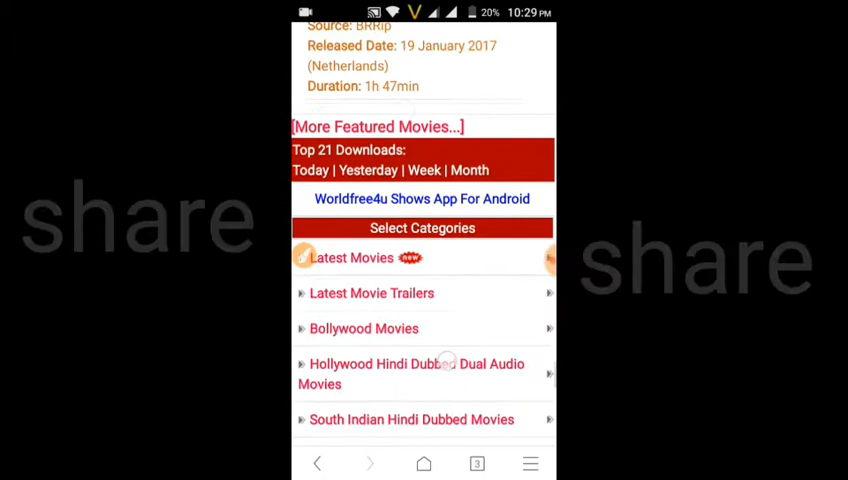 20% 10:29 PM
Source: BRRip
Released Date: 19 January 2017
(Netherlands)
Duration: 1h 47min
[More Featured Movies...]
Top 21 Downloads:
Today | Yesterday | Week | Month
Worldfree4u Shows App For Android
Select Categories
Latest Movies new
Latest Movie Trailers
Bollywood Movies
Hollywood Hindi Dubbed Dual Audio
Movies
South Indian Hindi Dubbed Movies
3
share
share